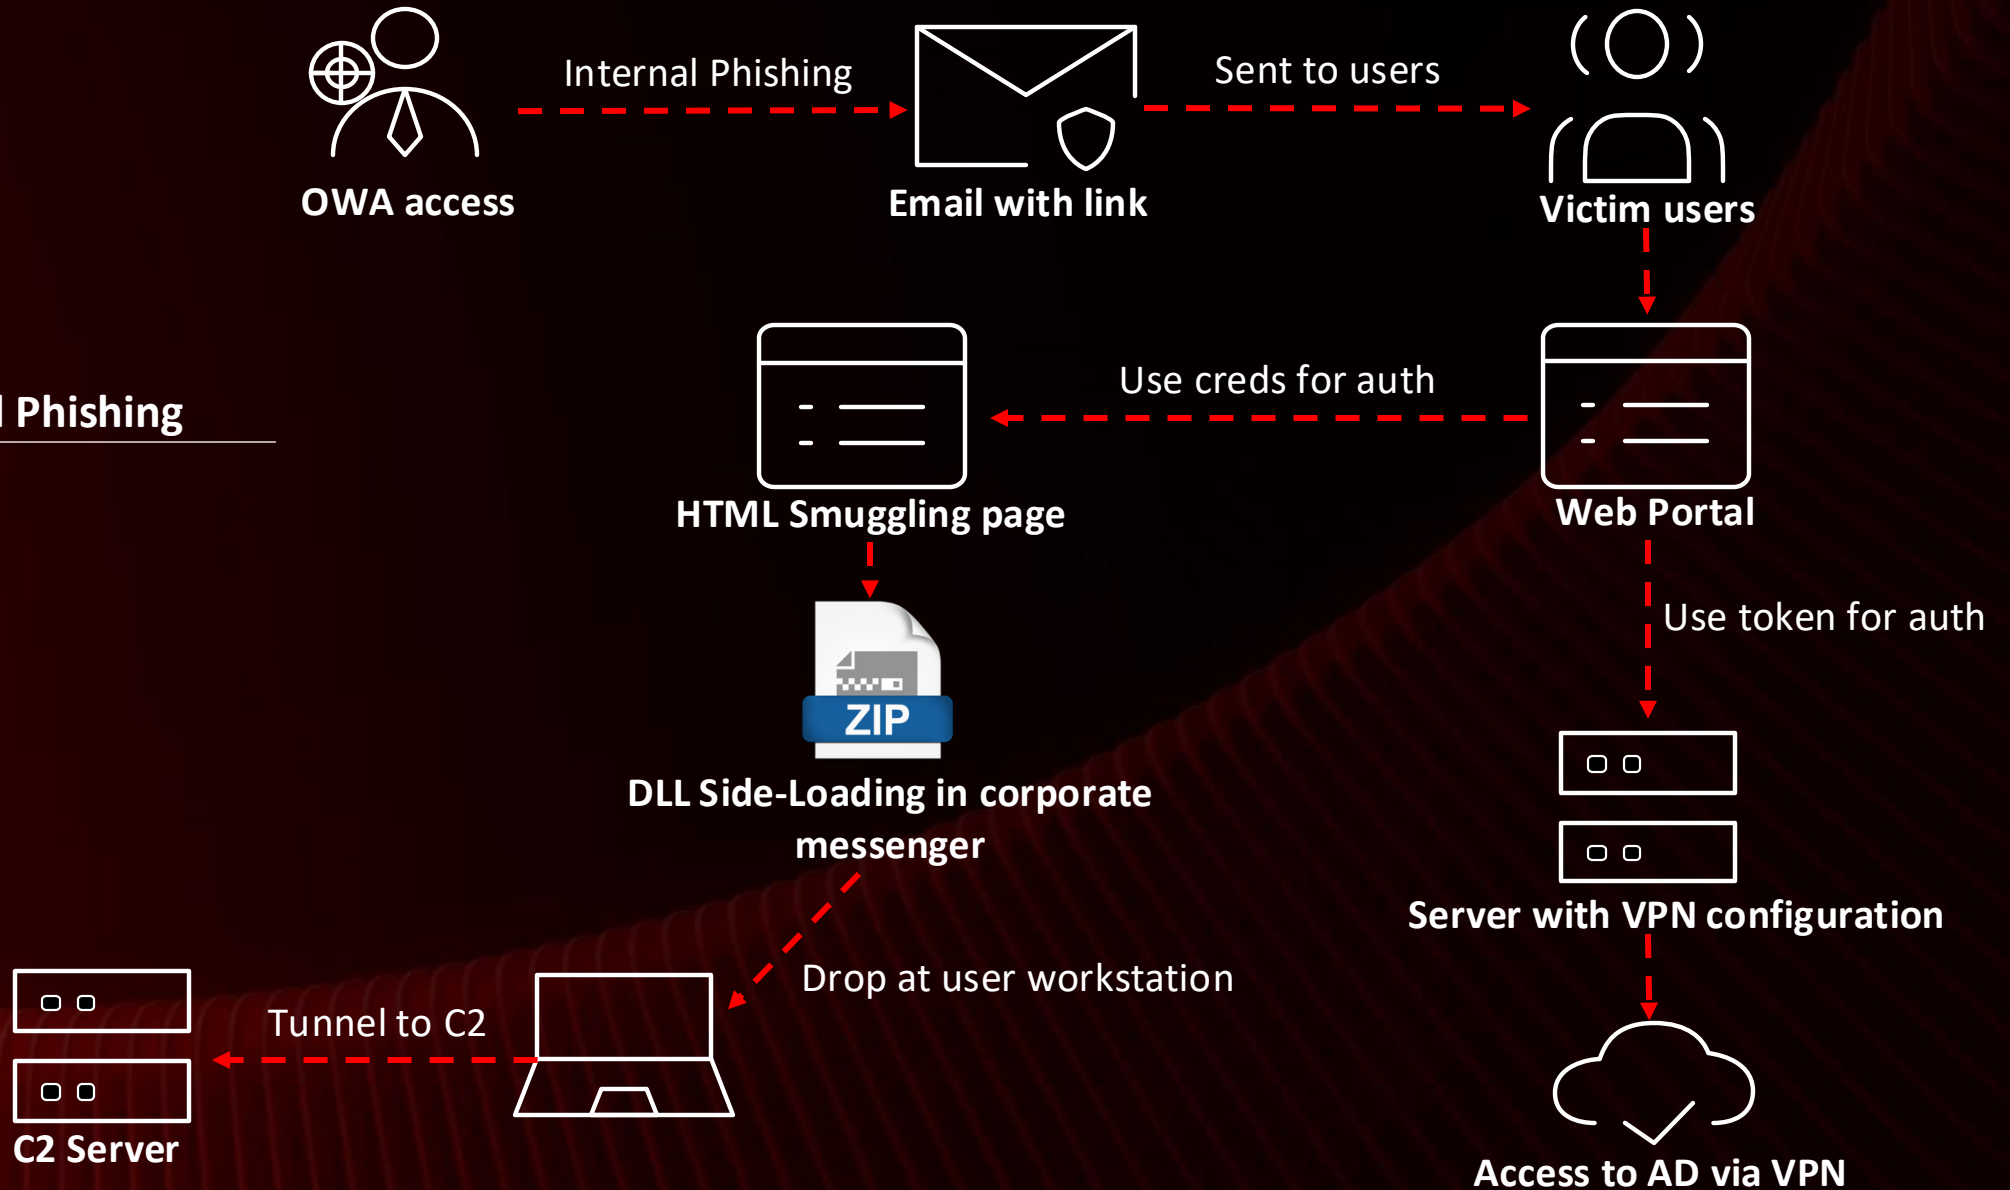 Internal Phishing
Sent to users
OWA access
Email with link
Victim users
Use creds for auth
Phishing
HTML Smuggling page
Web Portal
Use token for auth
ZIP
DLL Side-Loading in corporate
messenger
Server with VPN configuration
Drop at user workstation
Tunnel to C2
C2 Server
Access to AD via VPN